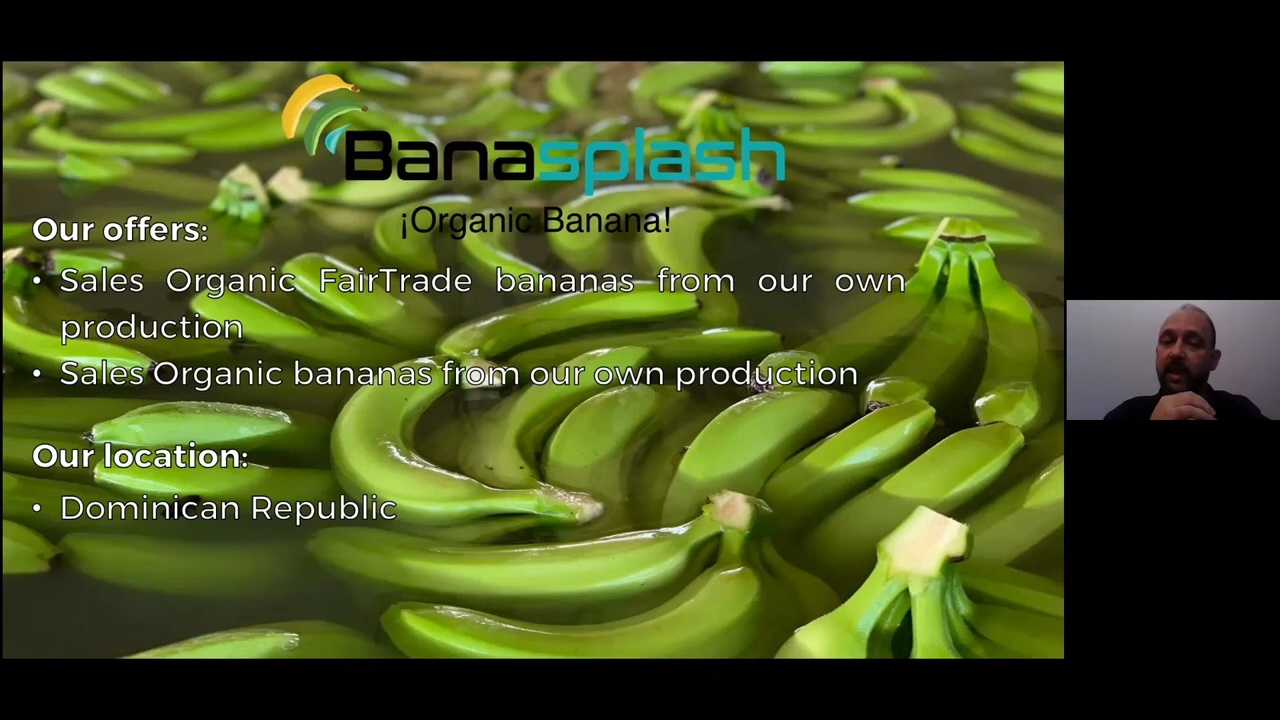 Banasplash
¡Organic Banana!
Our offers:
• Sales Organic FairTrade bananas from our own
production
• Sales Organic bananas from our own production
Our location:
• Dominican Republic